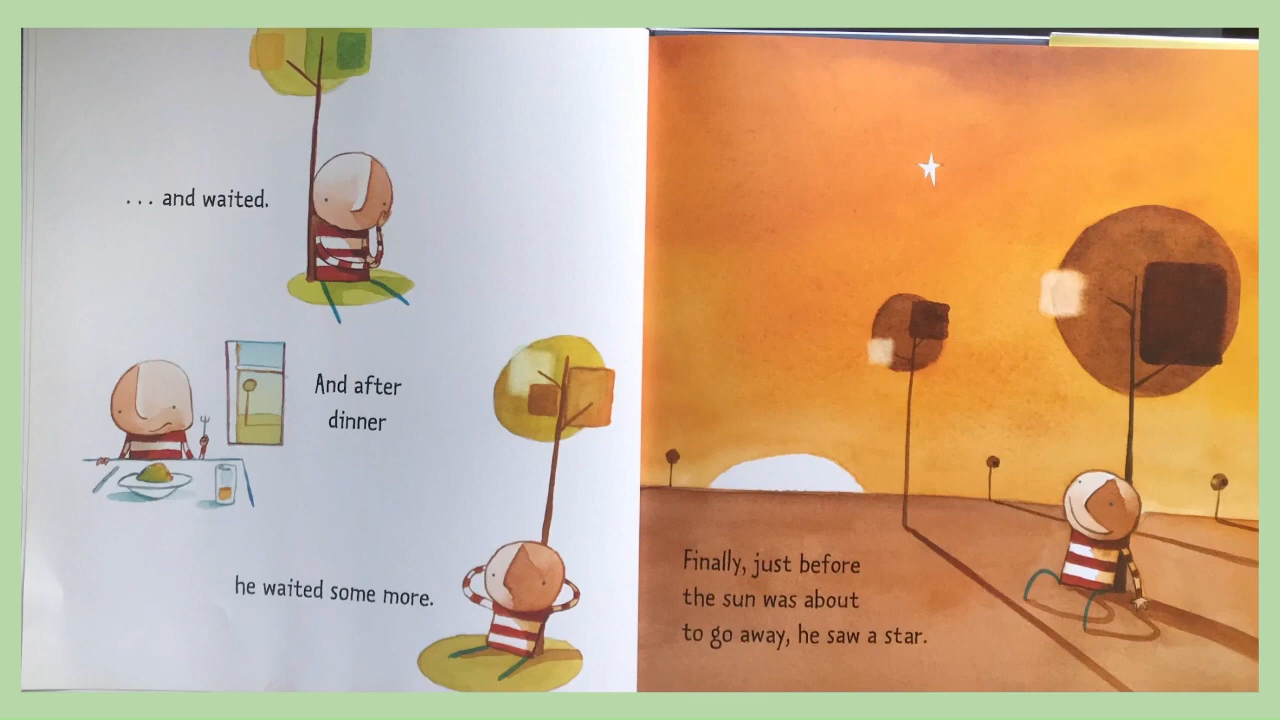 . . . and waited.
And after
dinner
he waited some more.
Finally, just before
the sun was about
to go away, he saw a star.